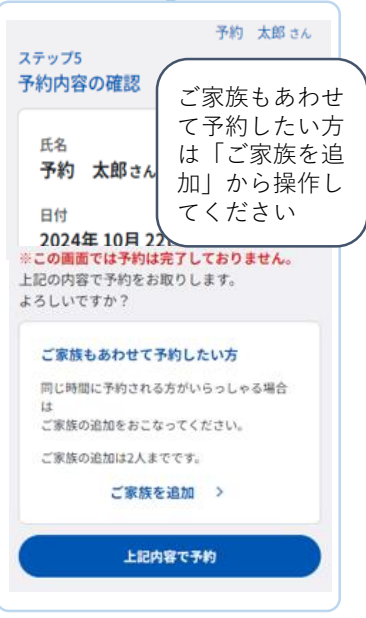 予約　太郎 さん
ステップ5
予約内容の確認
ご家族もあわせ
て予約したい方
は「ご家族を追
加」から操作し
てください
氏名
予約　太郎さん
日付
2024年 10月 22
※この画面では予約は完了しておりません。
上記の内容で予約をお取りします。
よろしいですか？
ご家族もあわせて予約したい方
同じ時間に予約される方がいらっしゃる場合
は
ご家族の追加をおこなってください。
ご家族の追加は2人までです。
ご家族を追加　>
上記内容で予約